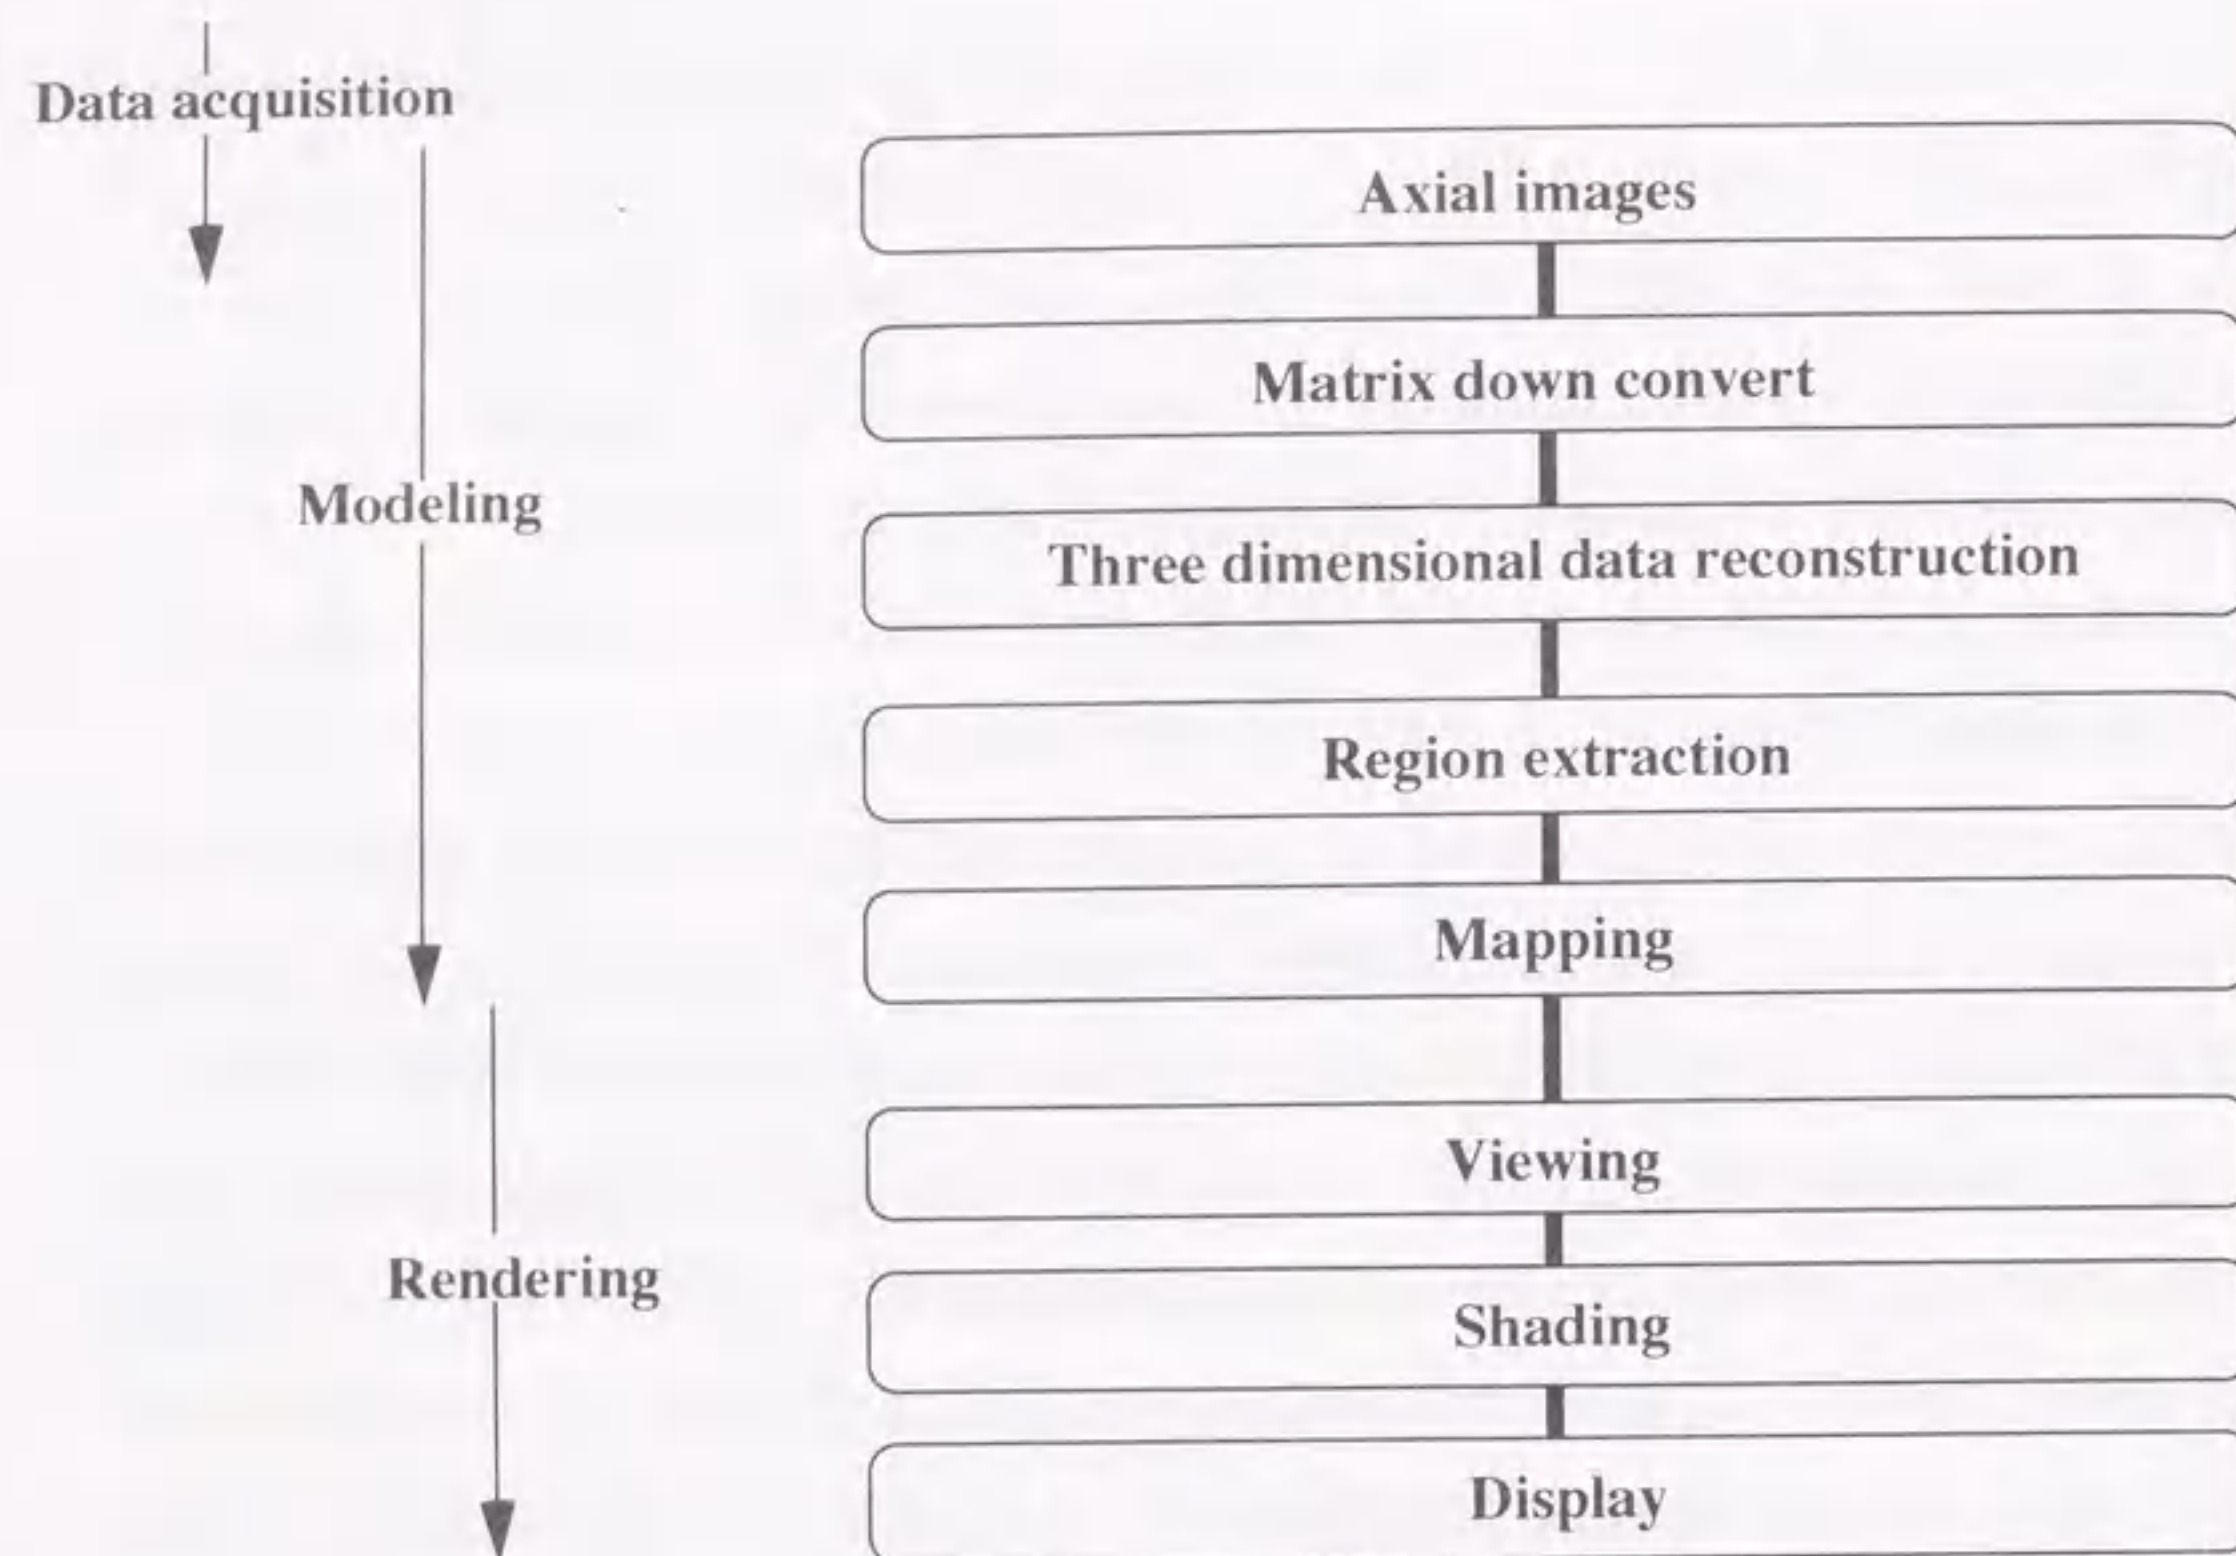 Data acquisition
Axial images
Matrix down convert
Modeling
Three dimensional data reconstruction
Region extraction
Mapping
Viewing
Rendering
Shading
Display